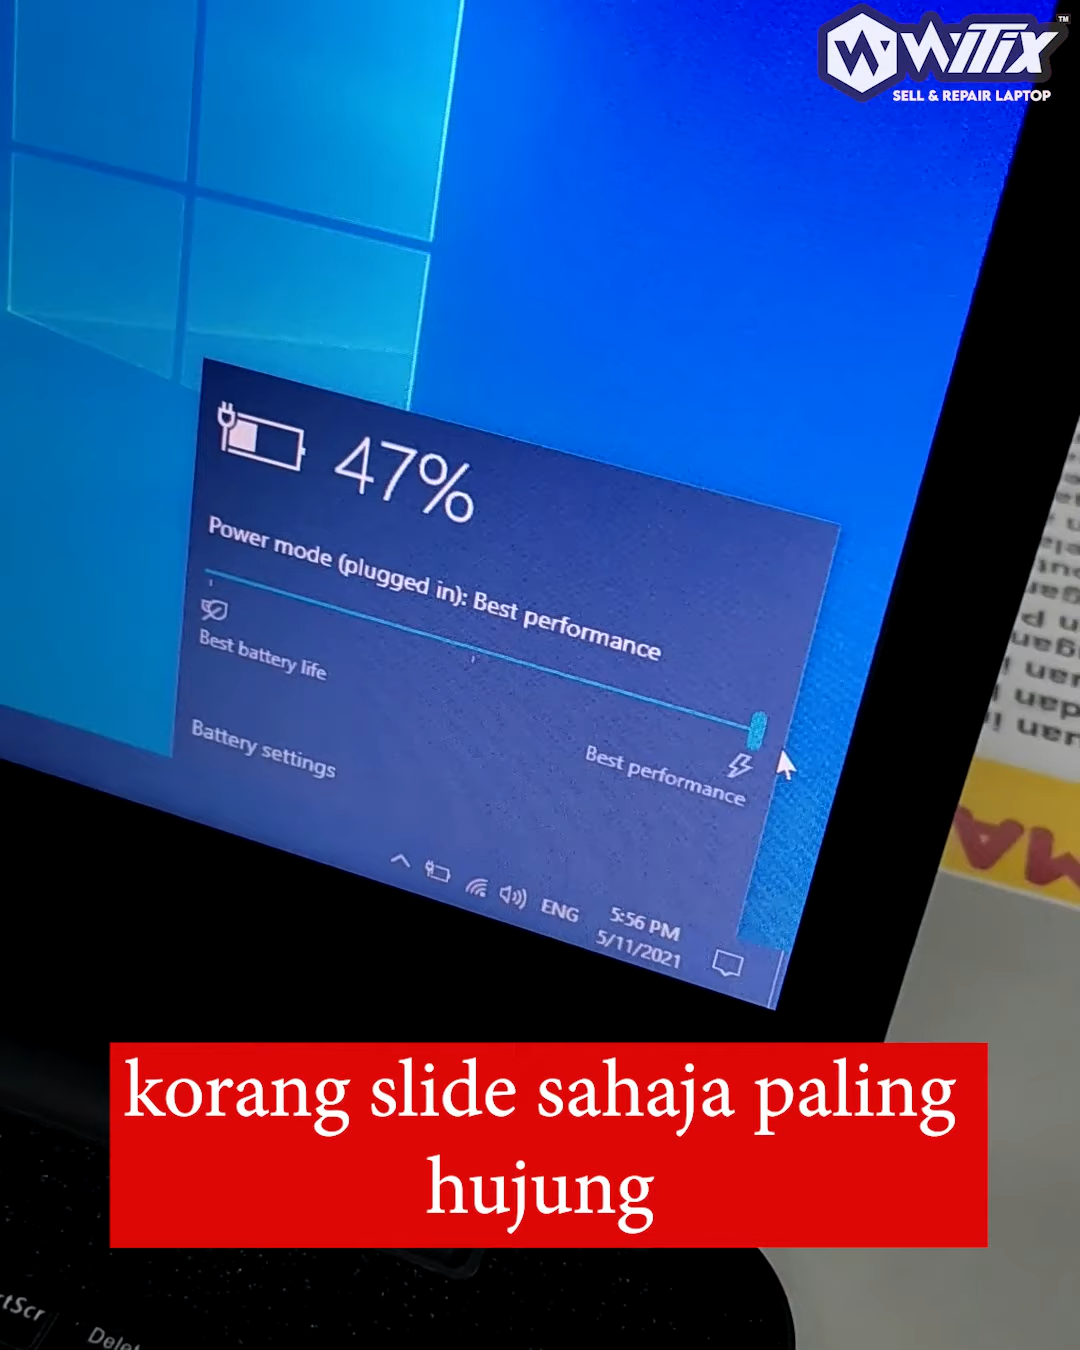 WiTix™
SELL & REPAIR LAPTOP
47%
Power mode (plugged in): Best performance
Best battery life
Best performance
Battery settings
ENG
5:56 PM
5/11/2021
korang slide sahaja paling
hujung